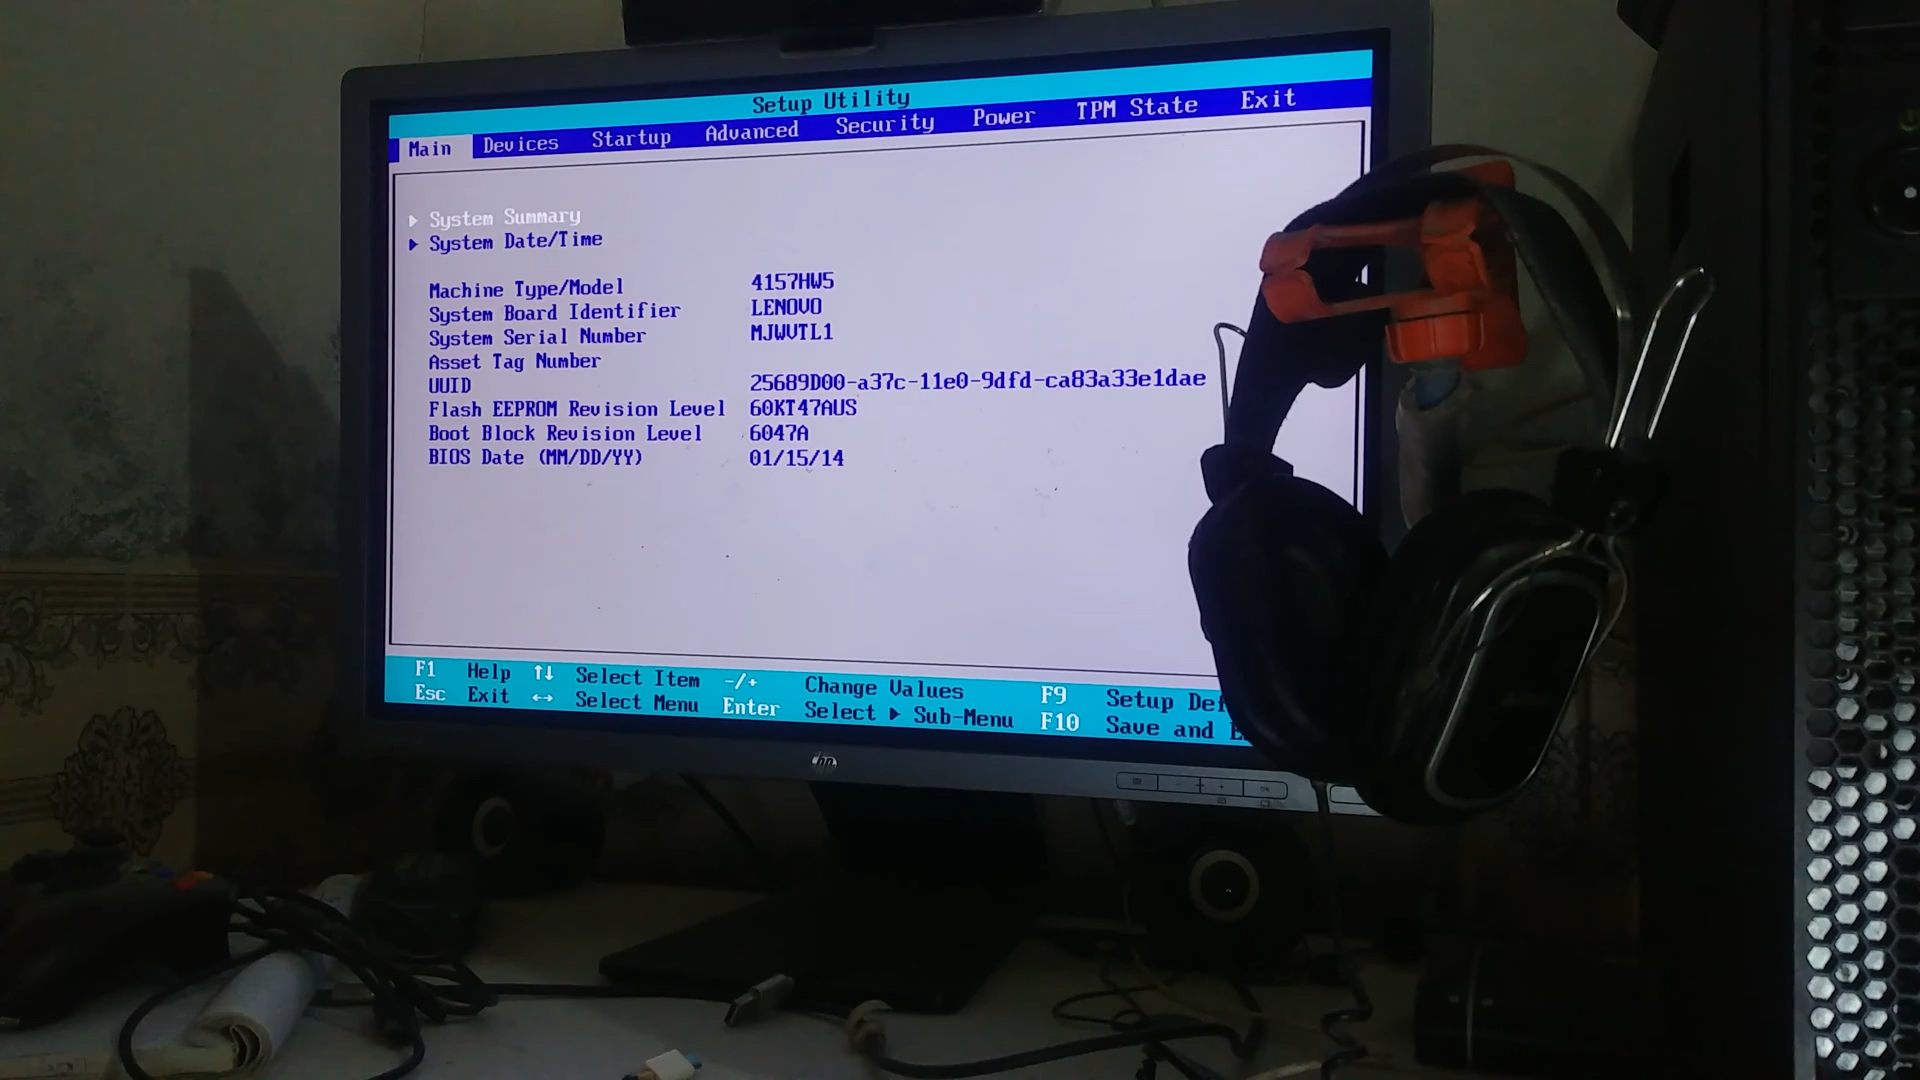 Setup Utility
Main Devices Startup Advanced Security Power TPM State Exit
System Summary
System Date/Time
Machine Type/Model 4157HW5
System Board Identifier LENOVO
System Serial Number MJWVTL1
Asset Tag Number
UUID 25689D00-a37c-11e0-9dfd-ca83a33e1dae
Flash EEPROM Revision Level 60KT47AUS
Boot Block Revision Level 6047A
BIOS Date (MM/DD/YY) 01/15/14
F1 Help ↑↓ Select Item -/+ Change Values F9 Setup
Esc Exit ↔ Select Menu Enter Select ▸ Sub-Menu F10 Save and
hp